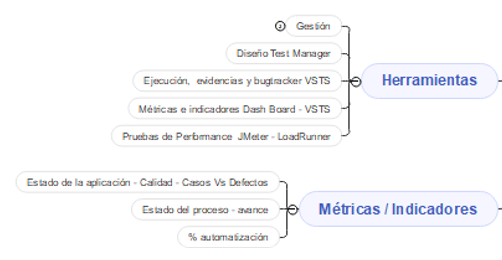 Gestión
Diseño Test Manager
Ejecución, evidencias y bugtracker VSTS
Métricas e indicadores Dash Board - VSTS
Pruebas de Performance JMeter - LoadRunner
Herramientas
Estado de la aplicación - Calidad - Casos Vs Defectos
Estado del proceso - avance
% automatización
Métricas / Indicadores